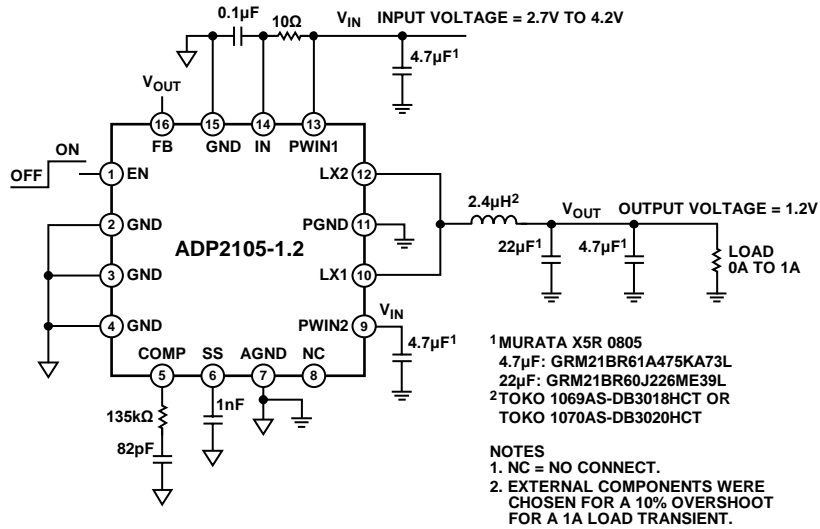 0.1μF
10Ω
VIN
INPUT VOLTAGE = 2.7V TO 4.2V
4.7μF1
VOUT
16
15
14
13
FB
GND
IN
PWIN1
ON
OFF
1
EN
2
GND
3
GND
4
GND
ADP2105-1.2
LX2
12
PGND
11
LX1
10
PWIN2
9
2.4μH2
VOUT
OUTPUT VOLTAGE = 1.2V
22μF1
4.7μF1
LOAD
0A TO 1A
VIN
4.7μF1
COMP
SS
AGND
NC
5
6
7
8
135kΩ
82pF
1nF
1 MURATA X5R 0805
4.7μF: GRM21BR61A475KA73L
22μF: GRM21BR60J226ME39L
2 TOKO 1069AS-DB3018HCT OR
TOKO 1070AS-DB3020HCT
NOTES
1. NC = NO CONNECT.
2. EXTERNAL COMPONENTS WERE
CHOSEN FOR A 10% OVERSHOOT
FOR A 1A LOAD TRANSIENT.